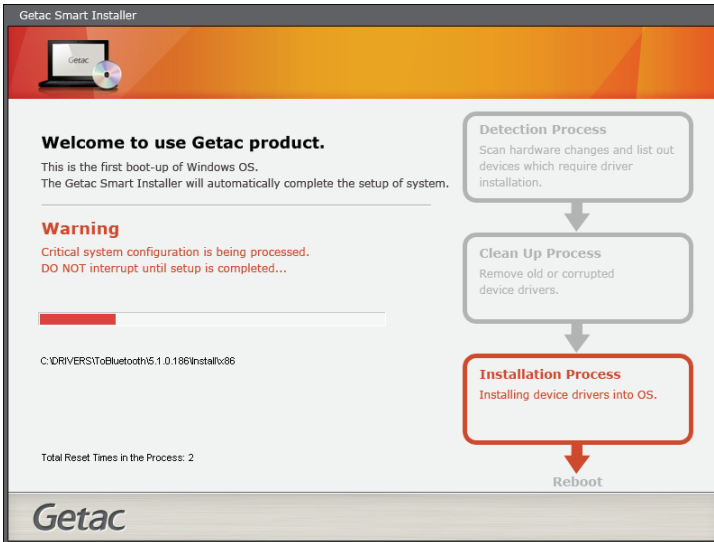 Getac Smart Installer
Getac
Welcome to use Getac product.
This is the first boot-up of Windows OS.
The Getac Smart Installer will automatically complete the setup of system.
Warning
Critical system configuration is being processed.
DO NOT interrupt until setup is completed...
C:\DRIVERS\ToBluetooth\5.1.0.186\Install\x86
Total Reset Times in the Process: 2
Detection Process
Scan hardware changes and list out
devices which require driver
installation.
Clean Up Process
Remove old or corrupted
device drivers.
Installation Process
Installing device drivers into OS.
Reboot
Getac